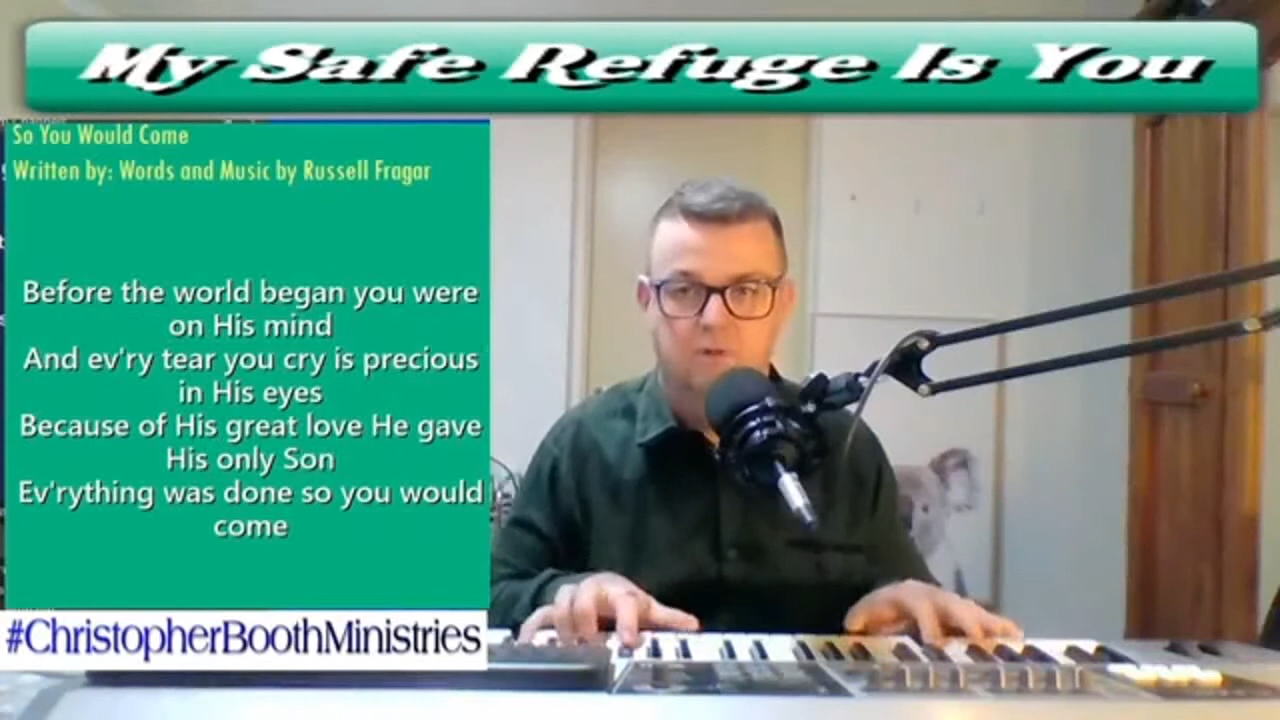 My Safe Refuge Is You
So You Would Come
Written by: Words and Music by Russell Fragar
Before the world began you were
on His mind
And ev'ry tear you cry is precious
in His eyes
Because of His great love He gave
His only Son
Ev'rything was done so you would
come
#ChristopherBoothMinistries